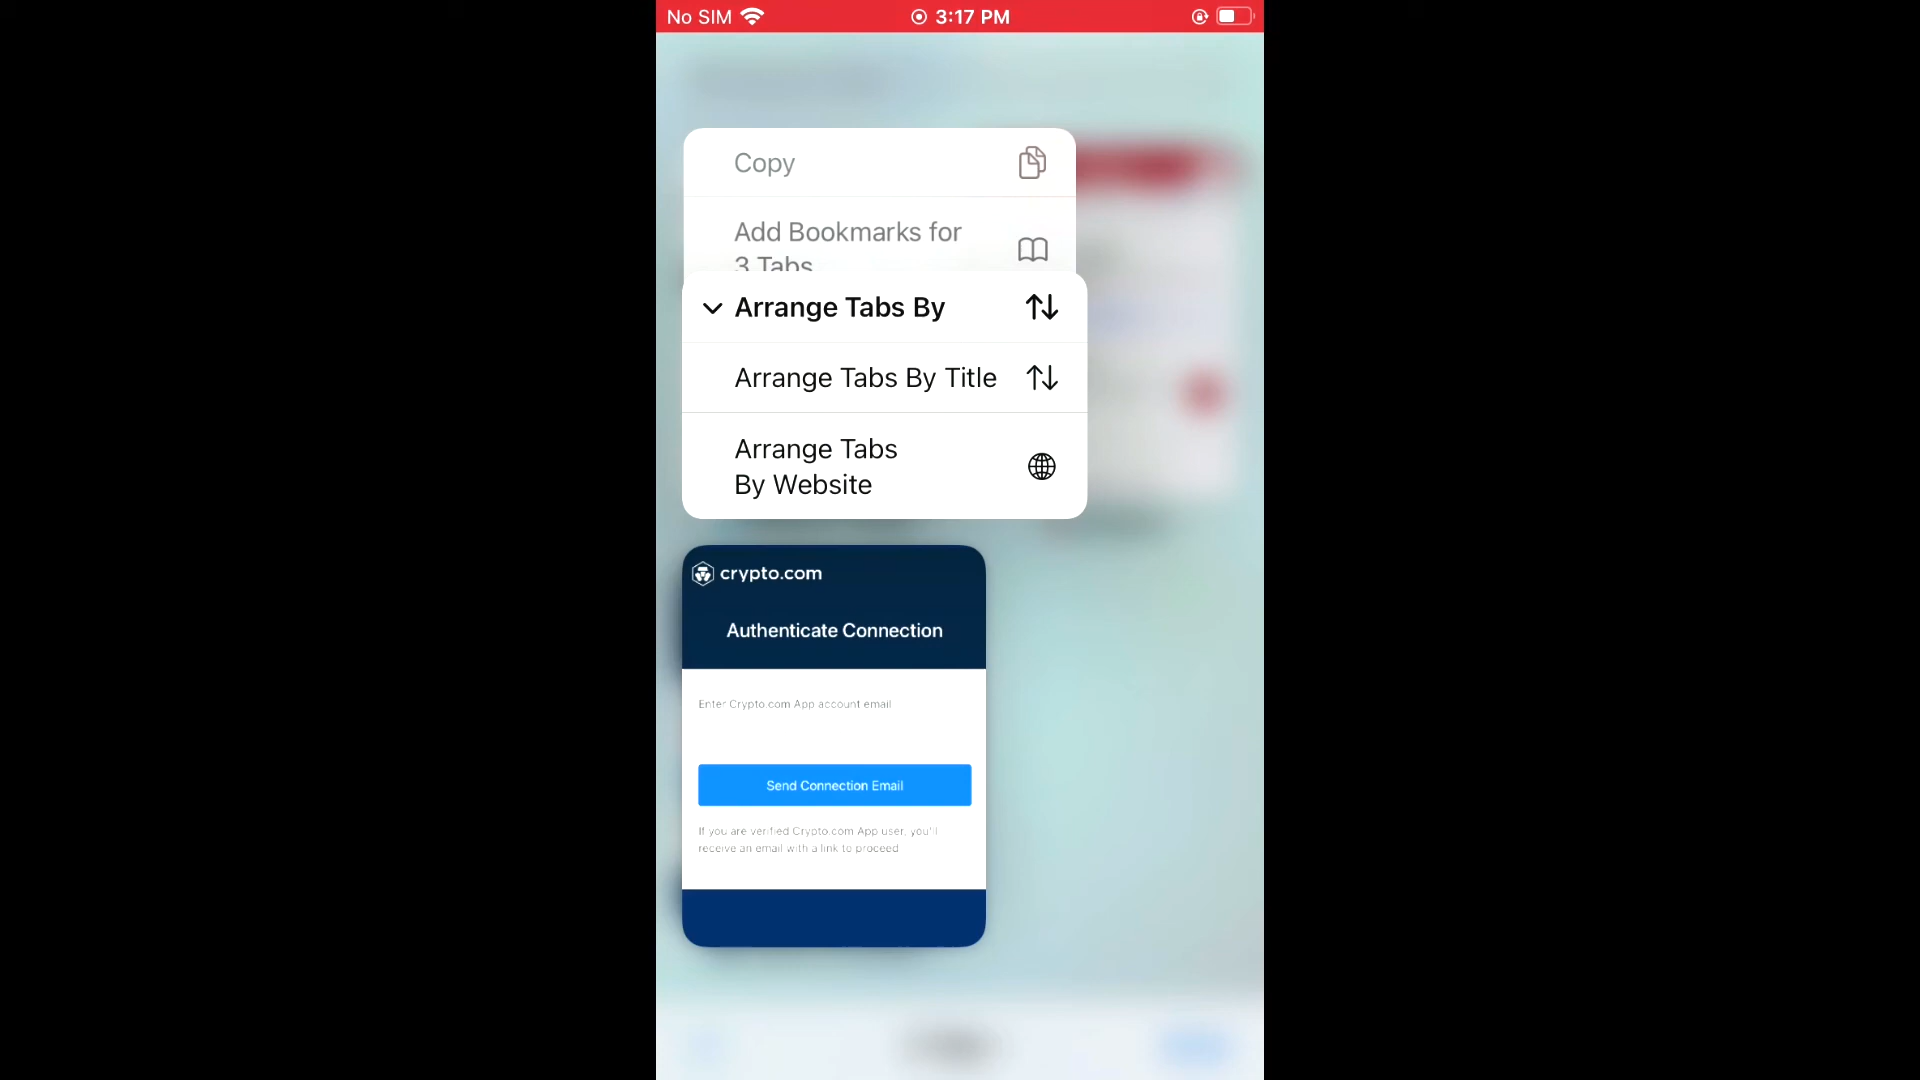 No SIM
3:17 PM
Copy
Add Bookmarks for
3 Tabs
Arrange Tabs By
Arrange Tabs By Title
Arrange Tabs
By Website
crypto.com
Authenticate Connection
Enter Crypto.com App account email
Send Connection Email
If you are verified Crypto.com App user, you'll
receive an email with a link to proceed